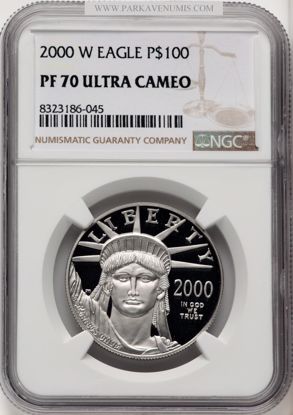 WWW.PARKAVENUMIS.COM
2000 W EAGLE P$100
PF 70 ULTRA CAMEO
8323186-045
NUMISMATIC GUARANTY COMPANY
NGC
LIBERTY
2000
IN GOD
WE
TRUST